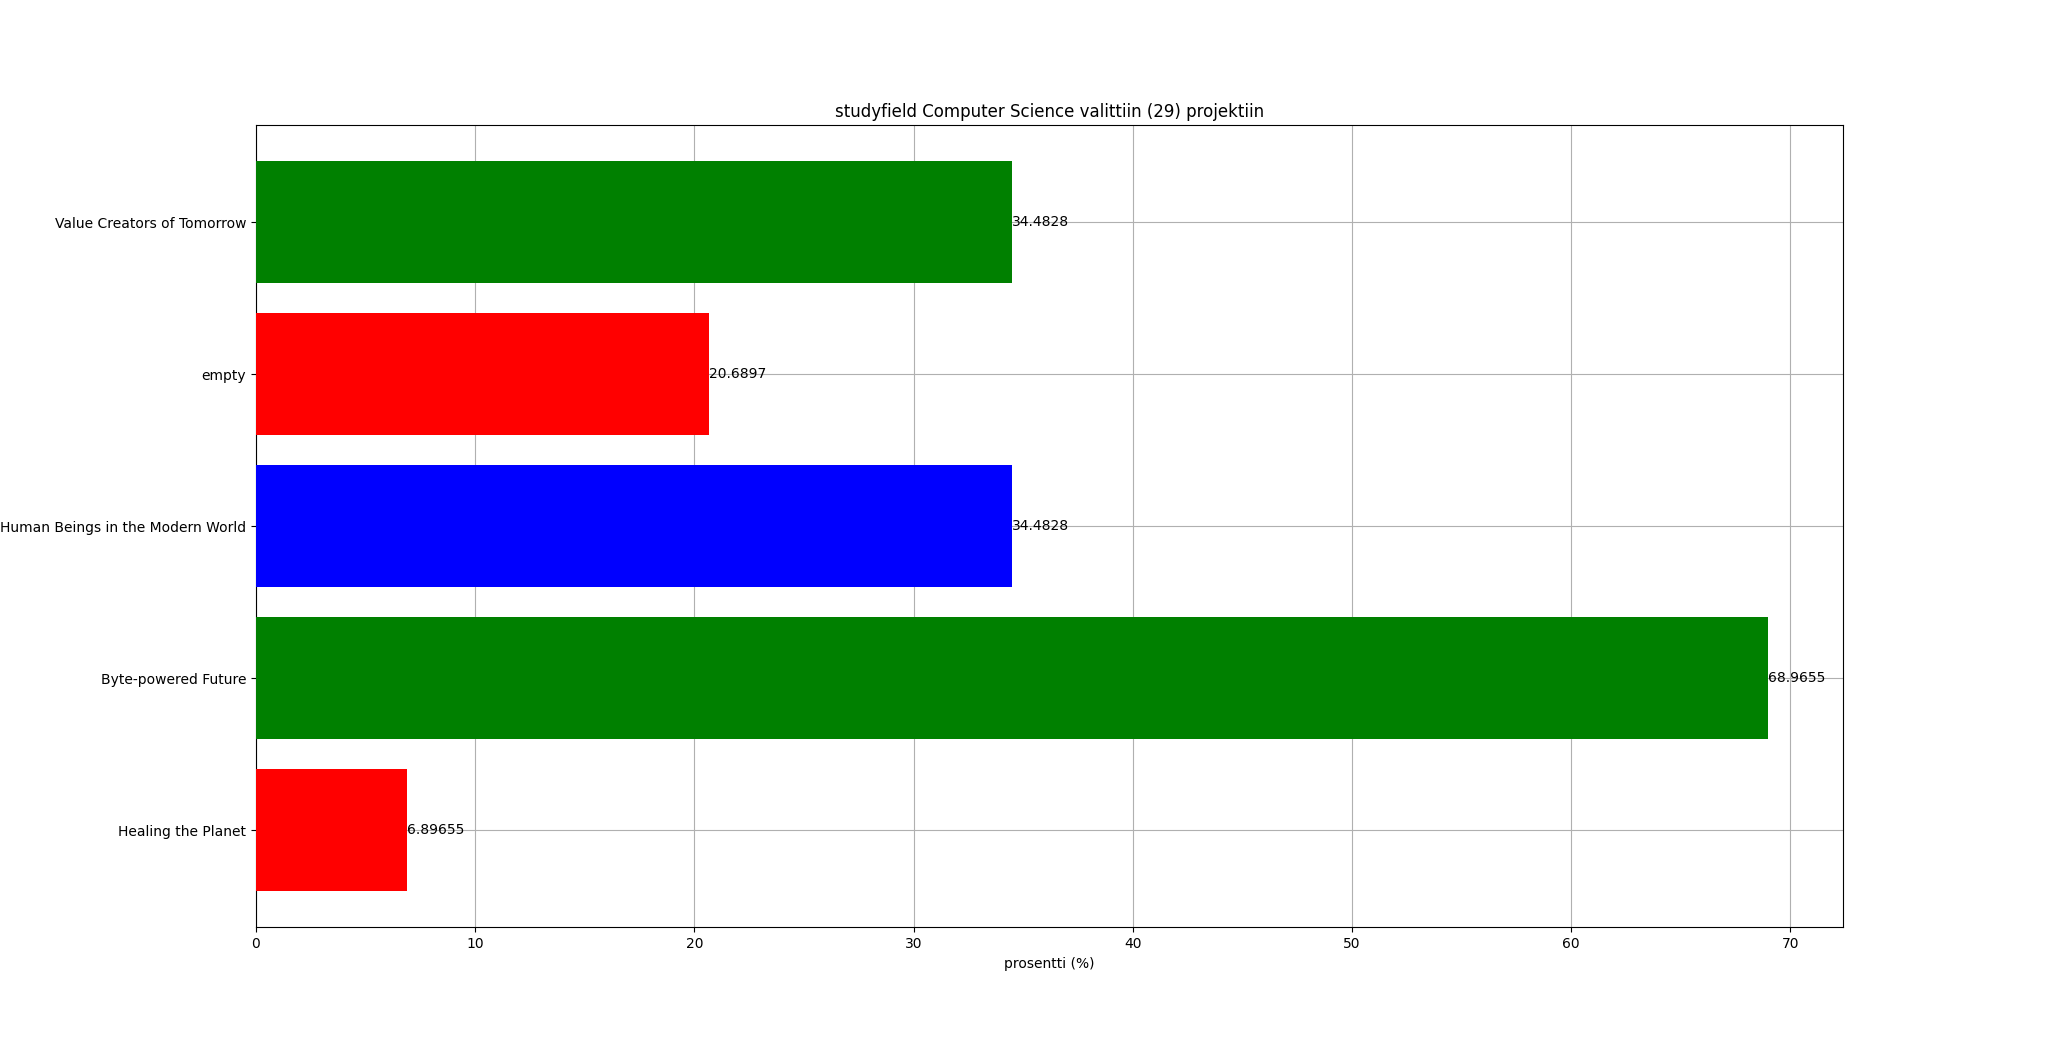 studyfield Computer Science valittiin (29) projektiin
Value Creators of Tomorrow
34.4828
empty
20.6897
Human Beings in the Modern World
34.4828
Byte-powered Future
68.9655
Healing the Planet
6.89655
0 10 20 30 40 50 60 70
prosentti (%)